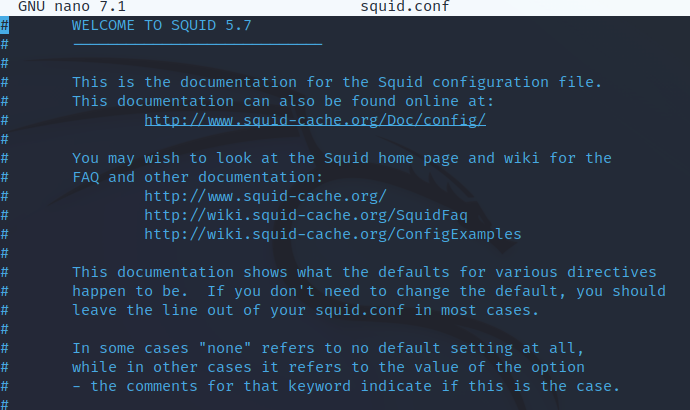 GNU nano 7.1 squid.conf
# WELCOME TO SQUID 5.7
# ----------------------------
#
# This is the documentation for the Squid configuration file.
# This documentation can also be found online at:
# http://www.squid-cache.org/Doc/config/
#
# You may wish to look at the Squid home page and wiki for the
# FAQ and other documentation:
# http://www.squid-cache.org/
# http://wiki.squid-cache.org/SquidFaq
# http://wiki.squid-cache.org/ConfigExamples
#
# This documentation shows what the defaults for various directives
# happen to be.  If you don't need to change the default, you should
# leave the line out of your squid.conf in most cases.
#
# In some cases "none" refers to no default setting at all,
# while in other cases it refers to the value of the option
# - the comments for that keyword indicate if this is the case.
#